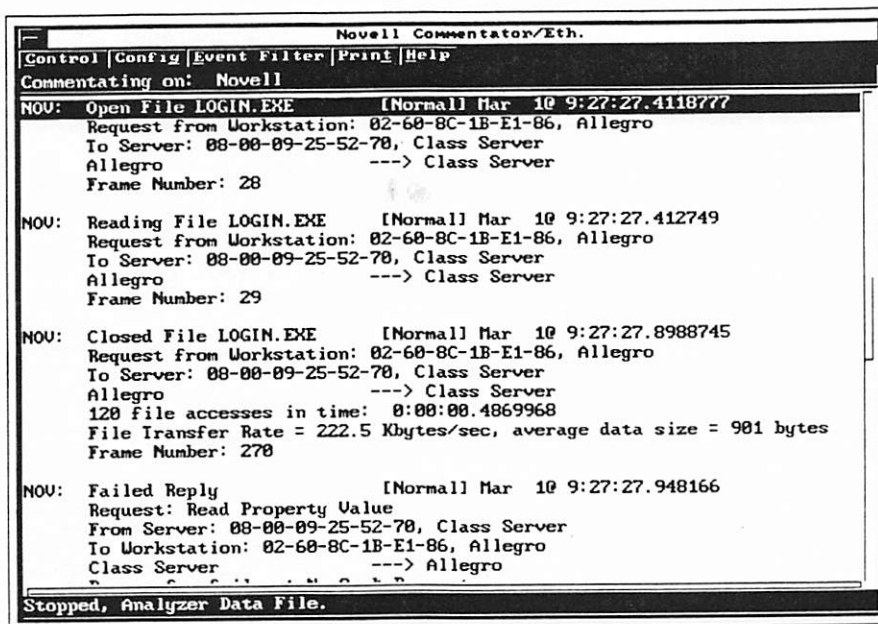 Novell Commentator/Eth.
Control Config Event Filter Print Help
Commentating on: Novell
NOV: Open File LOGIN.EXE [Normal] Mar 1@ 9:27:27.4118777
Request from Workstation: 02-60-8C-1B-E1-86, Allegro
To Server: 08-00-09-25-52-70, Class Server
Allegro ---> Class Server
Frame Number: 28
NOV: Reading File LOGIN.EXE [Normal] Mar 1@ 9:27:27.412749
Request from Workstation: 02-60-8C-1B-E1-86, Allegro
To Server: 08-00-09-25-52-70, Class Server
Allegro ---> Class Server
Frame Number: 29
NOV: Closed File LOGIN.EXE [Normal] Mar 1@ 9:27:27.8988745
Request from Workstation: 02-60-8C-1B-E1-86, Allegro
To Server: 08-00-09-25-52-70, Class Server
Allegro ---> Class Server
120 file accesses in time: 0:00:00.4869968
File Transfer Rate = 222.5 Kbytes/sec, average data size = 901 bytes
Frame Number: 270
NOV: Failed Reply [Normal] Mar 1@ 9:27:27.948166
Request: Read Property Value
From Server: 08-00-09-25-52-70, Class Server
To Workstation: 02-60-8C-1B-E1-86, Allegro
Class Server ---> Allegro
Stopped, Analyzer Data File.